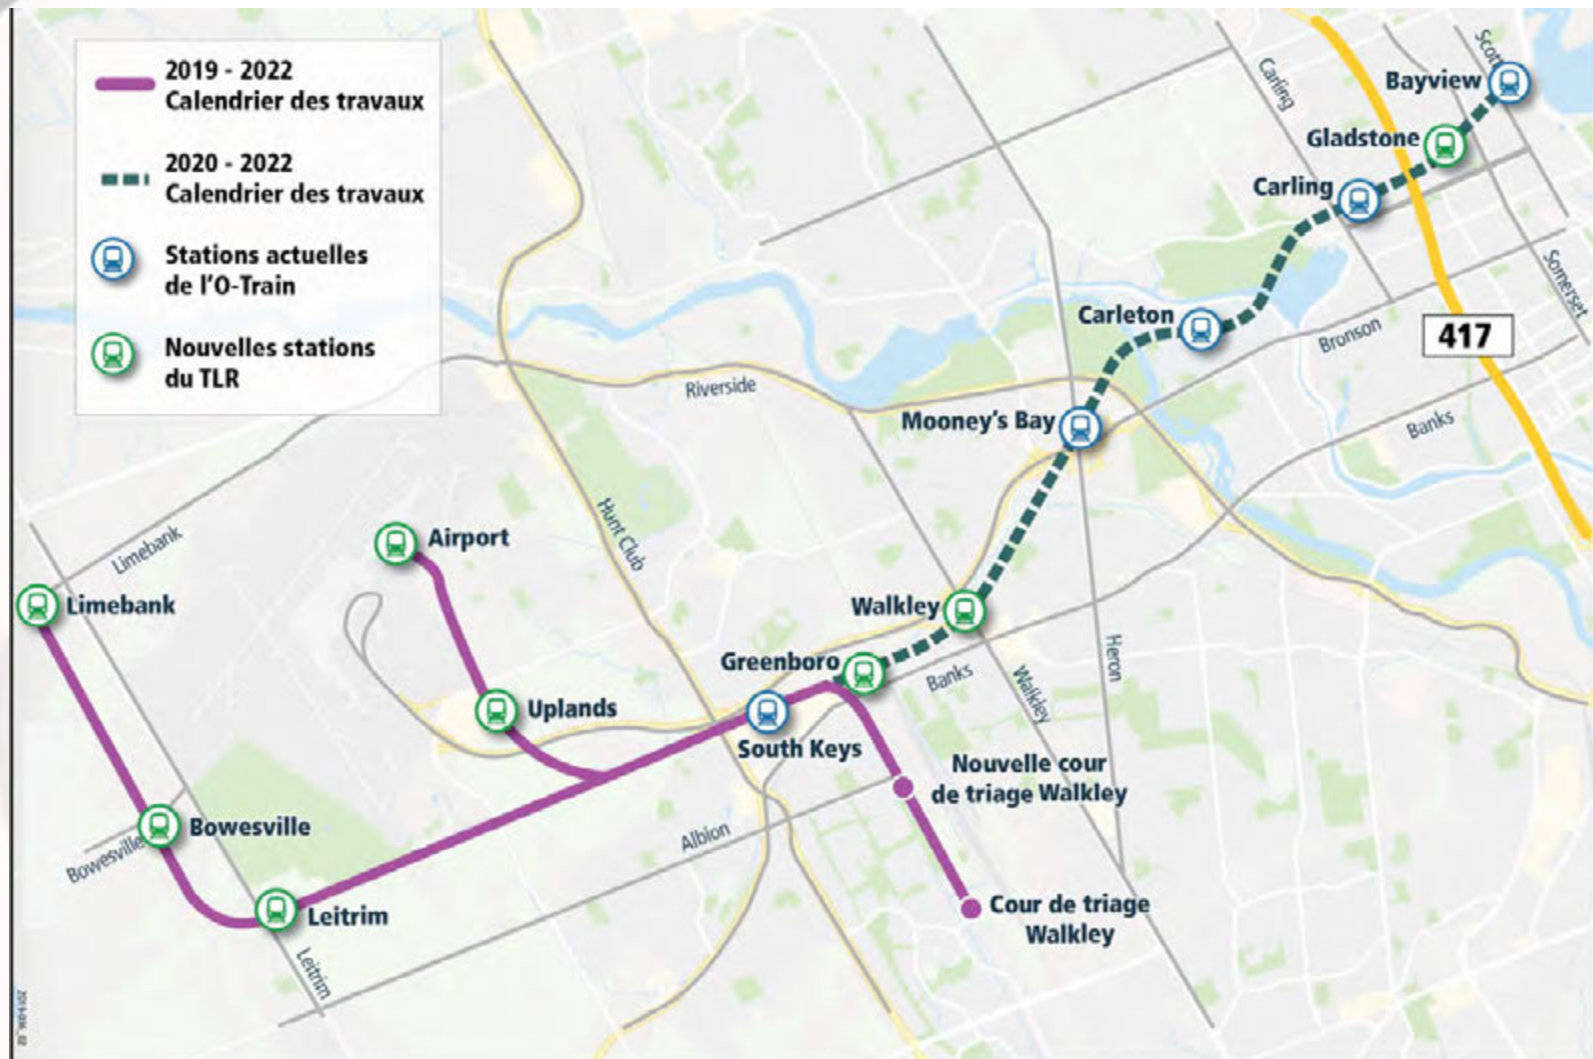 2019 - 2022
Calendrier des travaux
2020 - 2022
Calendrier des travaux
Stations actuelles
de l'O-Train
Nouvelles stations
du TLR
Scott
Bayview
Carling
Gladstone
Carling
Somerset
Carleton
417
Bronson
Riverside
Banks
Mooney's Bay
Hunt Club
Airport
Limebank
Limebank
Walkley
Heron
Greenboro
Banks
Walkley
Uplands
South Keys
Nouvelle cour
de triage Walkley
Bowesville
Bowesville
Albion
Leitrim
Cour de triage
Walkley
Leitrim